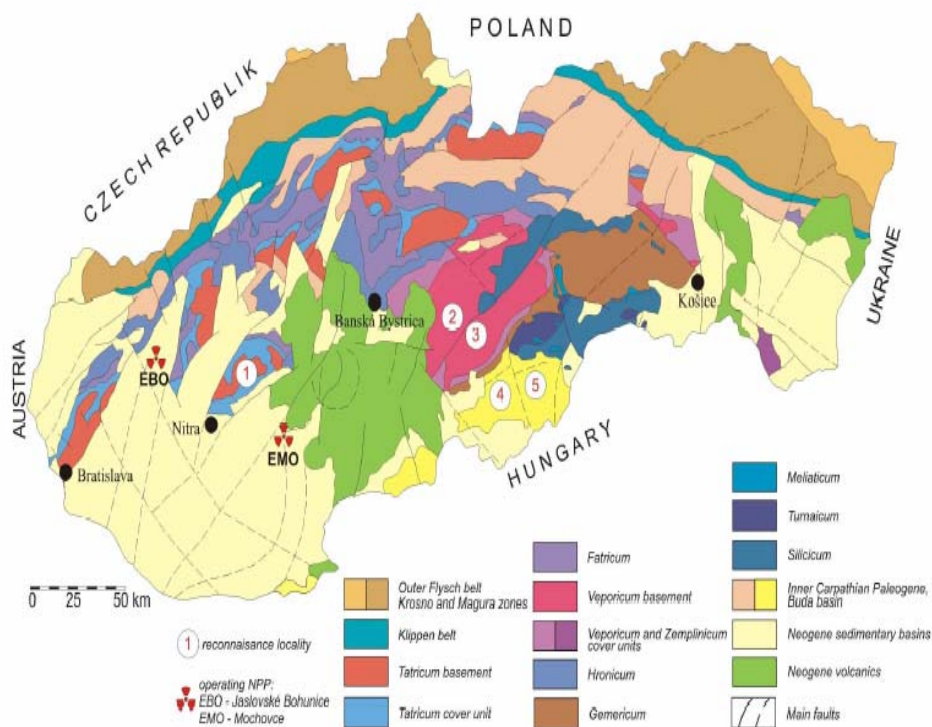 POLAND
CZECH REPUBLIK
UKRAINE
Košice
Banská Bystrica
2
3
EBO
1
AUSTRIA
4
5
Nitra
EMO
HUNGARY
Bratislava
0 25 50 km
1 reconnaisance locality
operating NPP:
EBO - Jaslovské Bohunice
EMO - Mochovce
Outer Flysch belt
Krosno and Magura zones
Klippen belt
Tatricum basement
Tatricum cover unit
Fatricum
Veporicum basement
Veporicum and Zemplinicum
cover units
Hronicum
Gemericum
Meliaticum
Turnaicum
Silicicum
Inner Carpathian Paleogene,
Buda basin
Neogene sedimentary basins
Neogene volcanics
Main faults